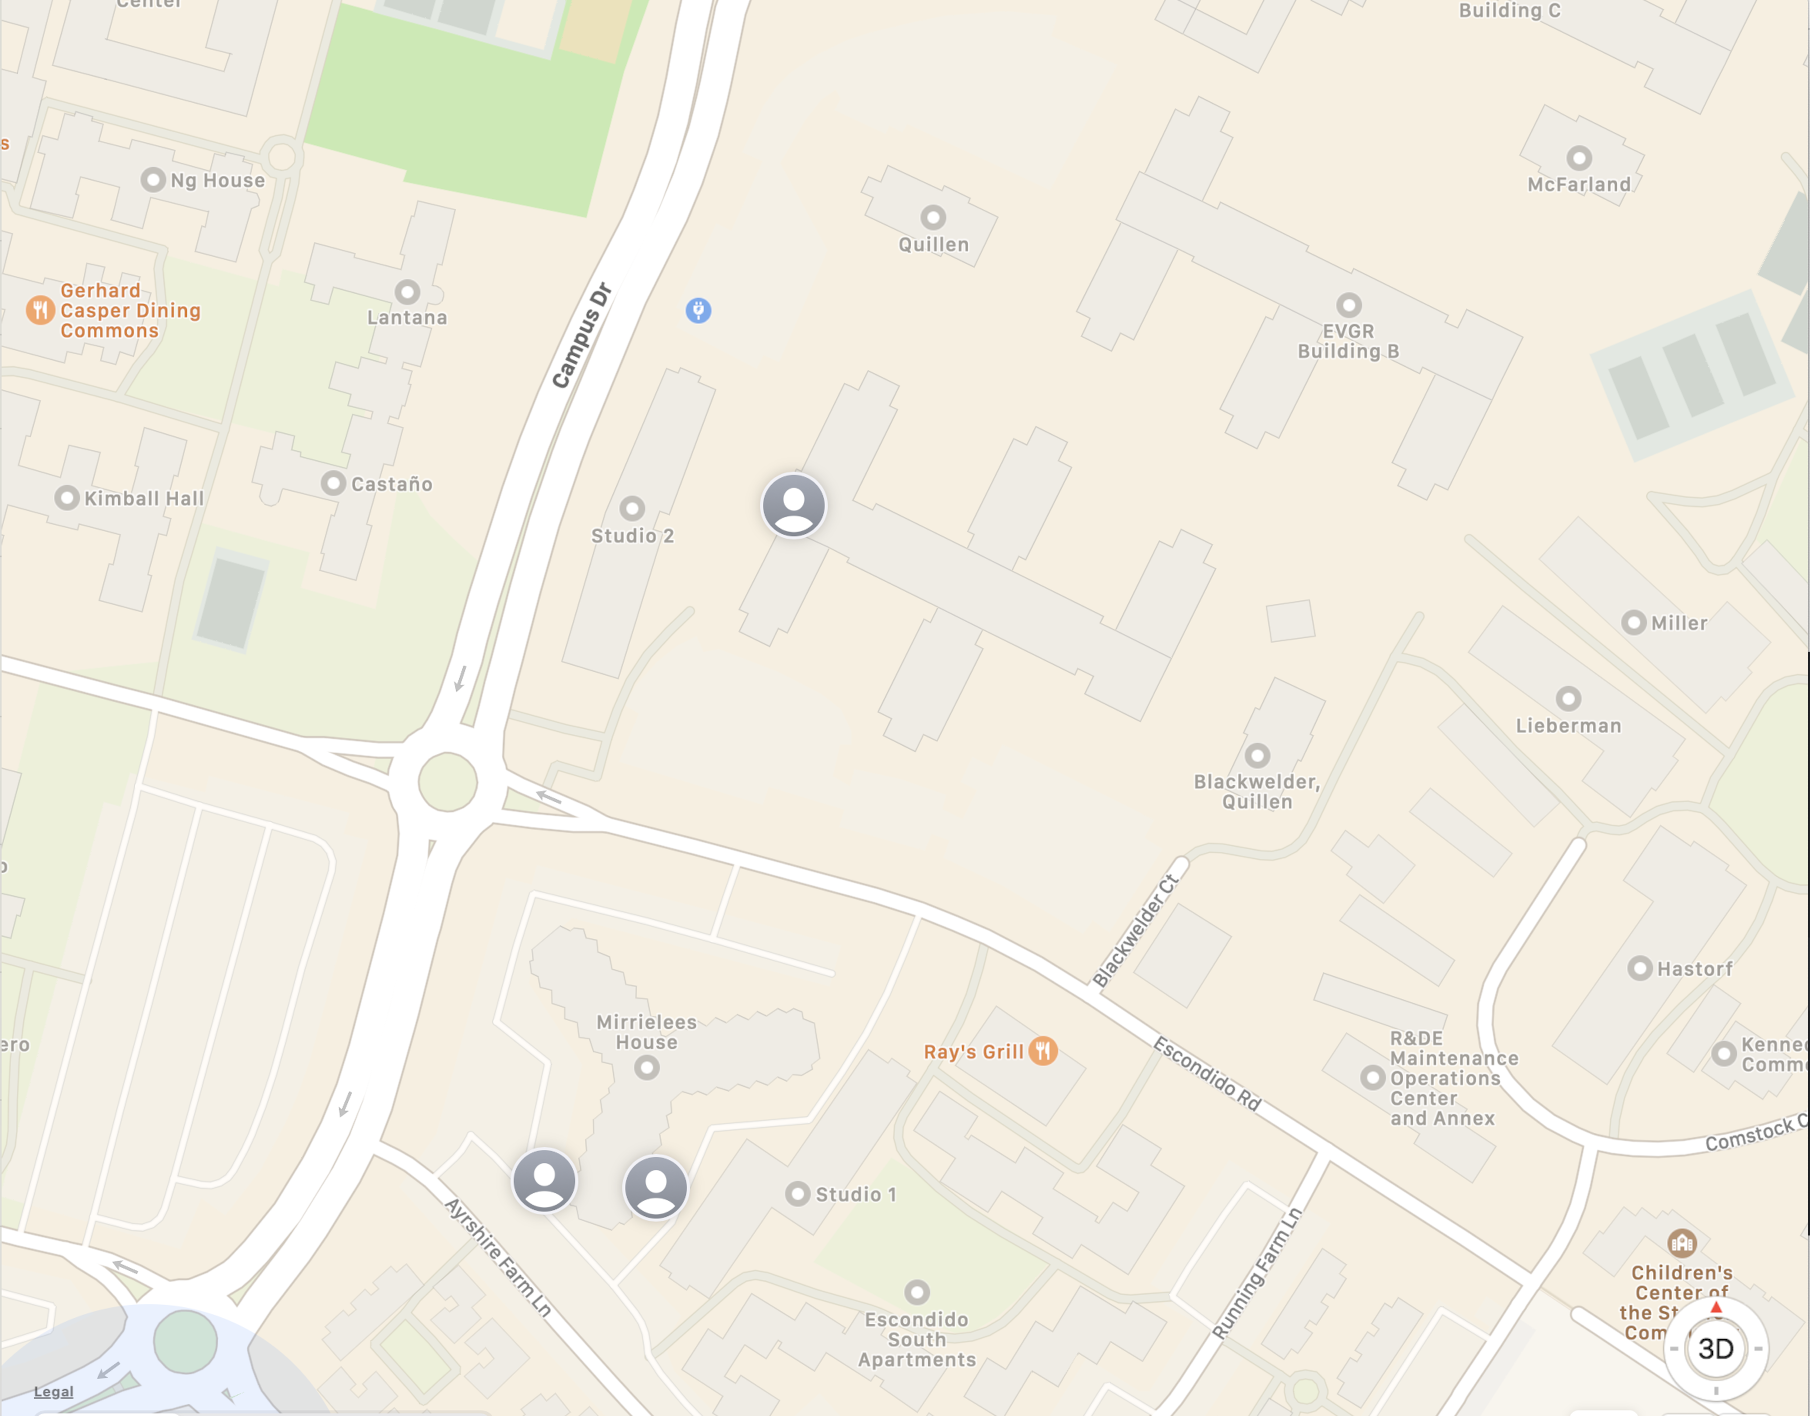 Center
Building C
s
Ng House
McFarland
Quillen
Gerhard
Casper Dining
Commons
Lantana
EVGR
Building B
Campus Dr
Kimball Hall
Castaño
Studio 2
Miller
Lieberman
Blackwelder,
Quillen
Blackwelder Ct
Hastorf
ero
Mirrielees
House
Ray's Grill
Escondido Rd
R&DE
Maintenance
Operations
Center
and Annex
Comstock C
Studio 1
Ayrshire Farm Ln
Running Farm Ln
Children's
Center of
the St
Com
Escondido
South
Apartments
3D
Legal